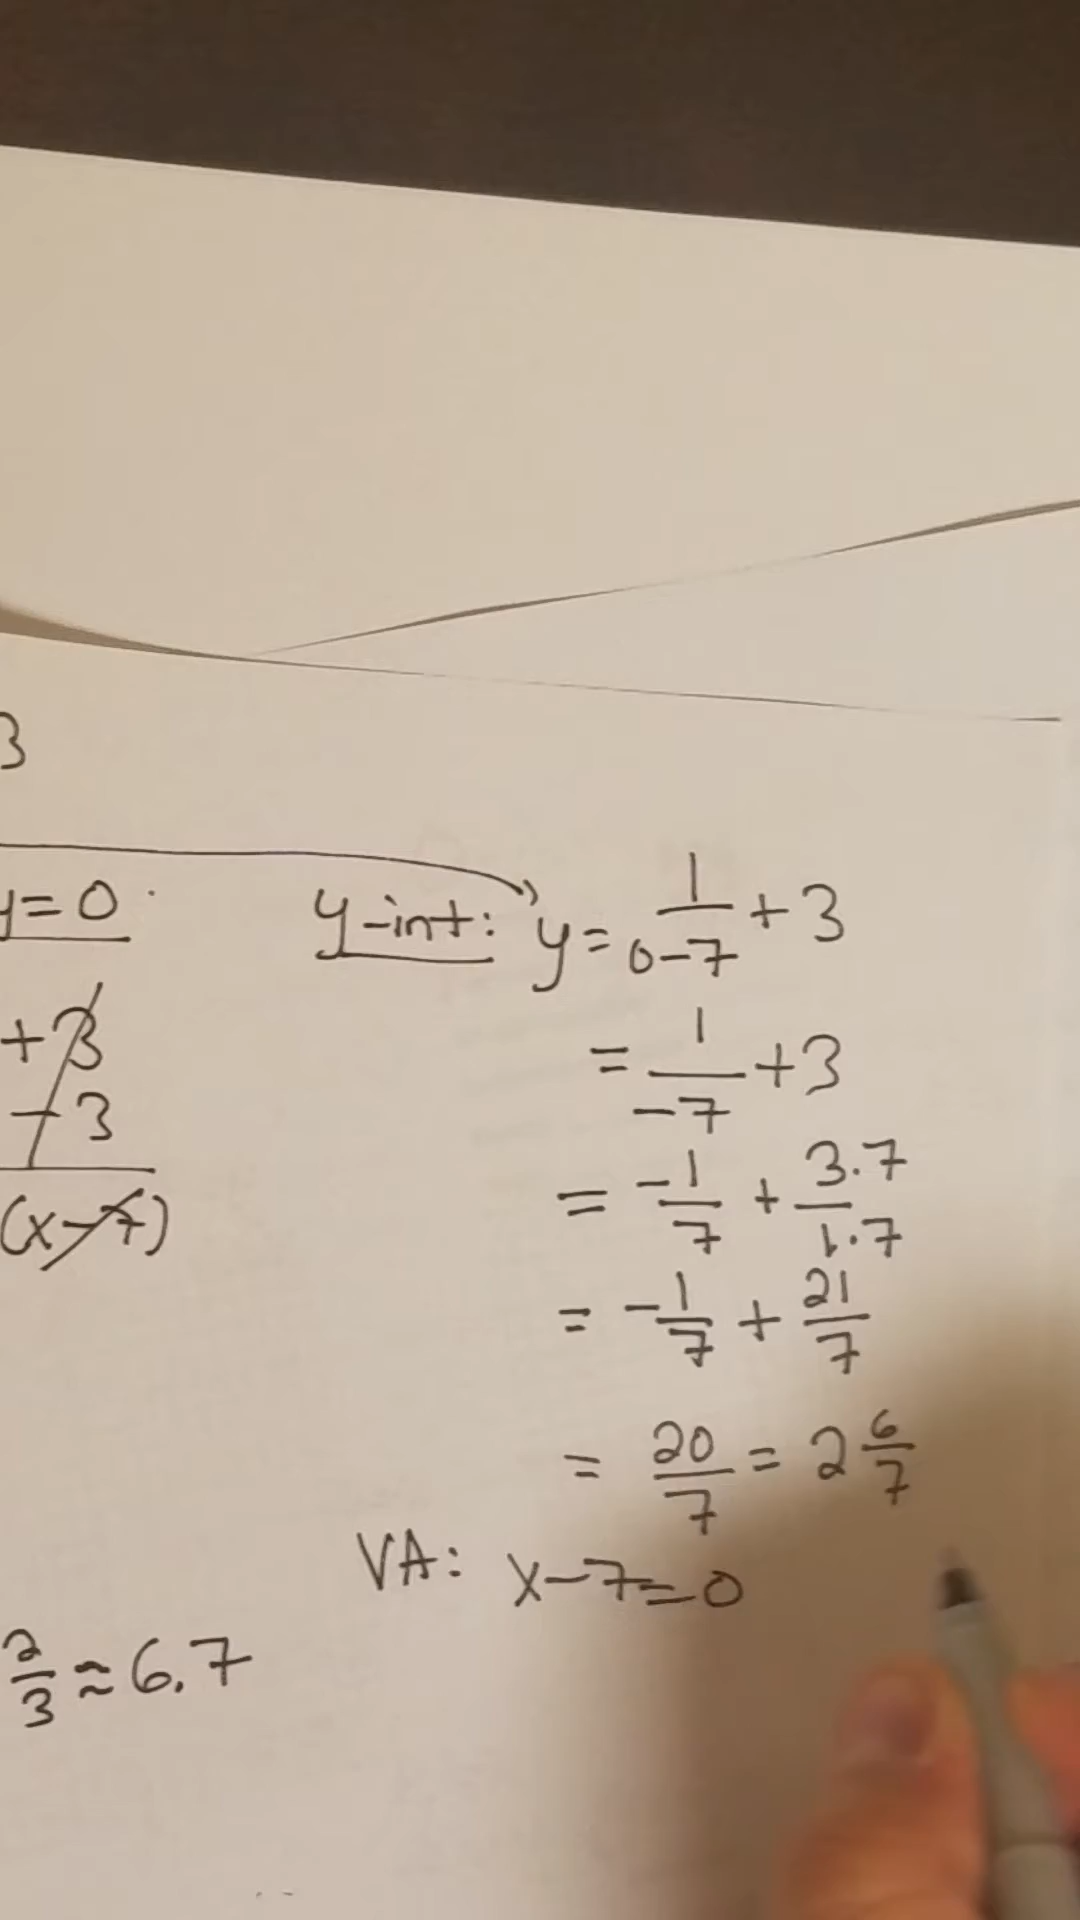 3
y=0
+3
-3
(x-7)
2/3 ≈ 6.7
y-int: y = 1/(0-7) + 3
= 1/-7 + 3
= -1/7 + 3·7/1·7
= -1/7 + 21/7
= 20/7 = 2 6/7
VA: x-7=0